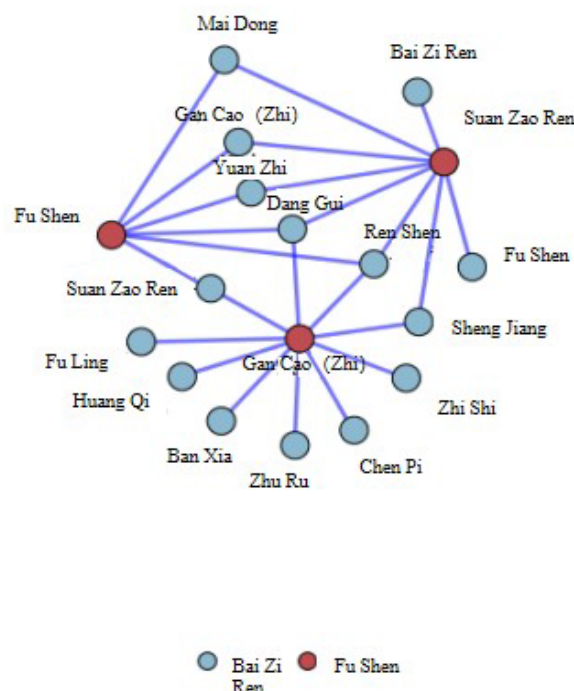 Mai Dong
Bai Zi Ren
Gan Cao (Zhi)
Suan Zao Ren
Yuan Zhi
Dang Gui
Fu Shen
Ren Shen
Fu Shen
Suan Zao Ren
Sheng Jiang
Fu Ling
Gan Cao (Zhi)
Huang Qi
Zhi Shi
Ban Xia
Chen Pi
Zhu Ru
Bai Zi
Ren
Fu Shen